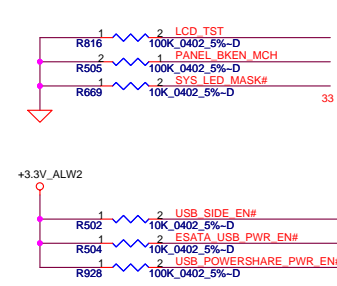 1 2 LCD_TST
R816 100K_0402_5%~D
2 1 PANEL_BKEN_MCH
R505 100K_0402_5%~D
1 2 SYS_LED_MASK#
R669 10K_0402_5%~D
33
+3.3V_ALW2
1 2 USB_SIDE_EN#
R502 10K_0402_5%~D
1 2 ESATA_USB_PWR_EN#
R504 10K_0402_5%~D
1 2 USB_POWERSHARE_PWR_EN#
R928 100K_0402_5%~D